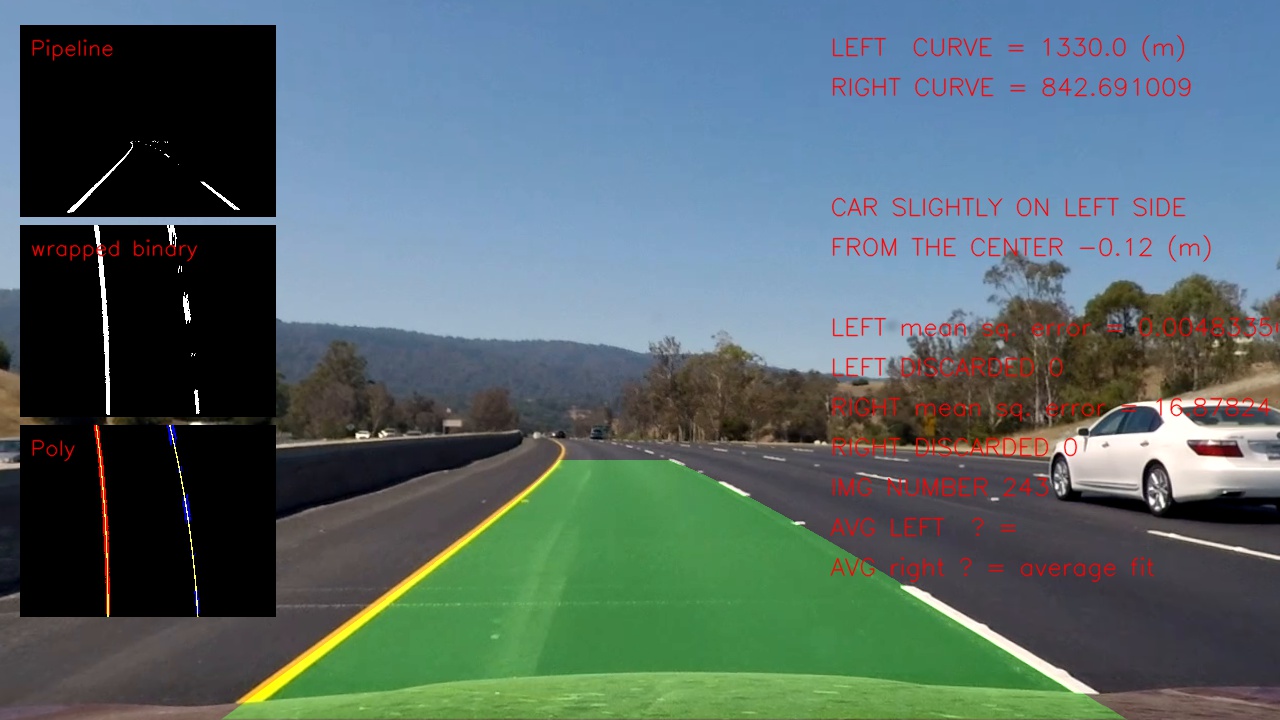 Pipeline
wrapped binary
Poly
LEFT CURVE = 1330.0 (m)
RIGHT CURVE = 842.691009
CAR SLIGHTLY ON LEFT SIDE
FROM THE CENTER -0.12 (m)
LEFT mean sq. error = 0.0048335
LEFT DISCARDED 0
RIGHT mean sq. error = 16.87824
RIGHT DISCARDED 0
IMG NUMBER 243
AVG LEFT ? =
AVG right ? = average fit